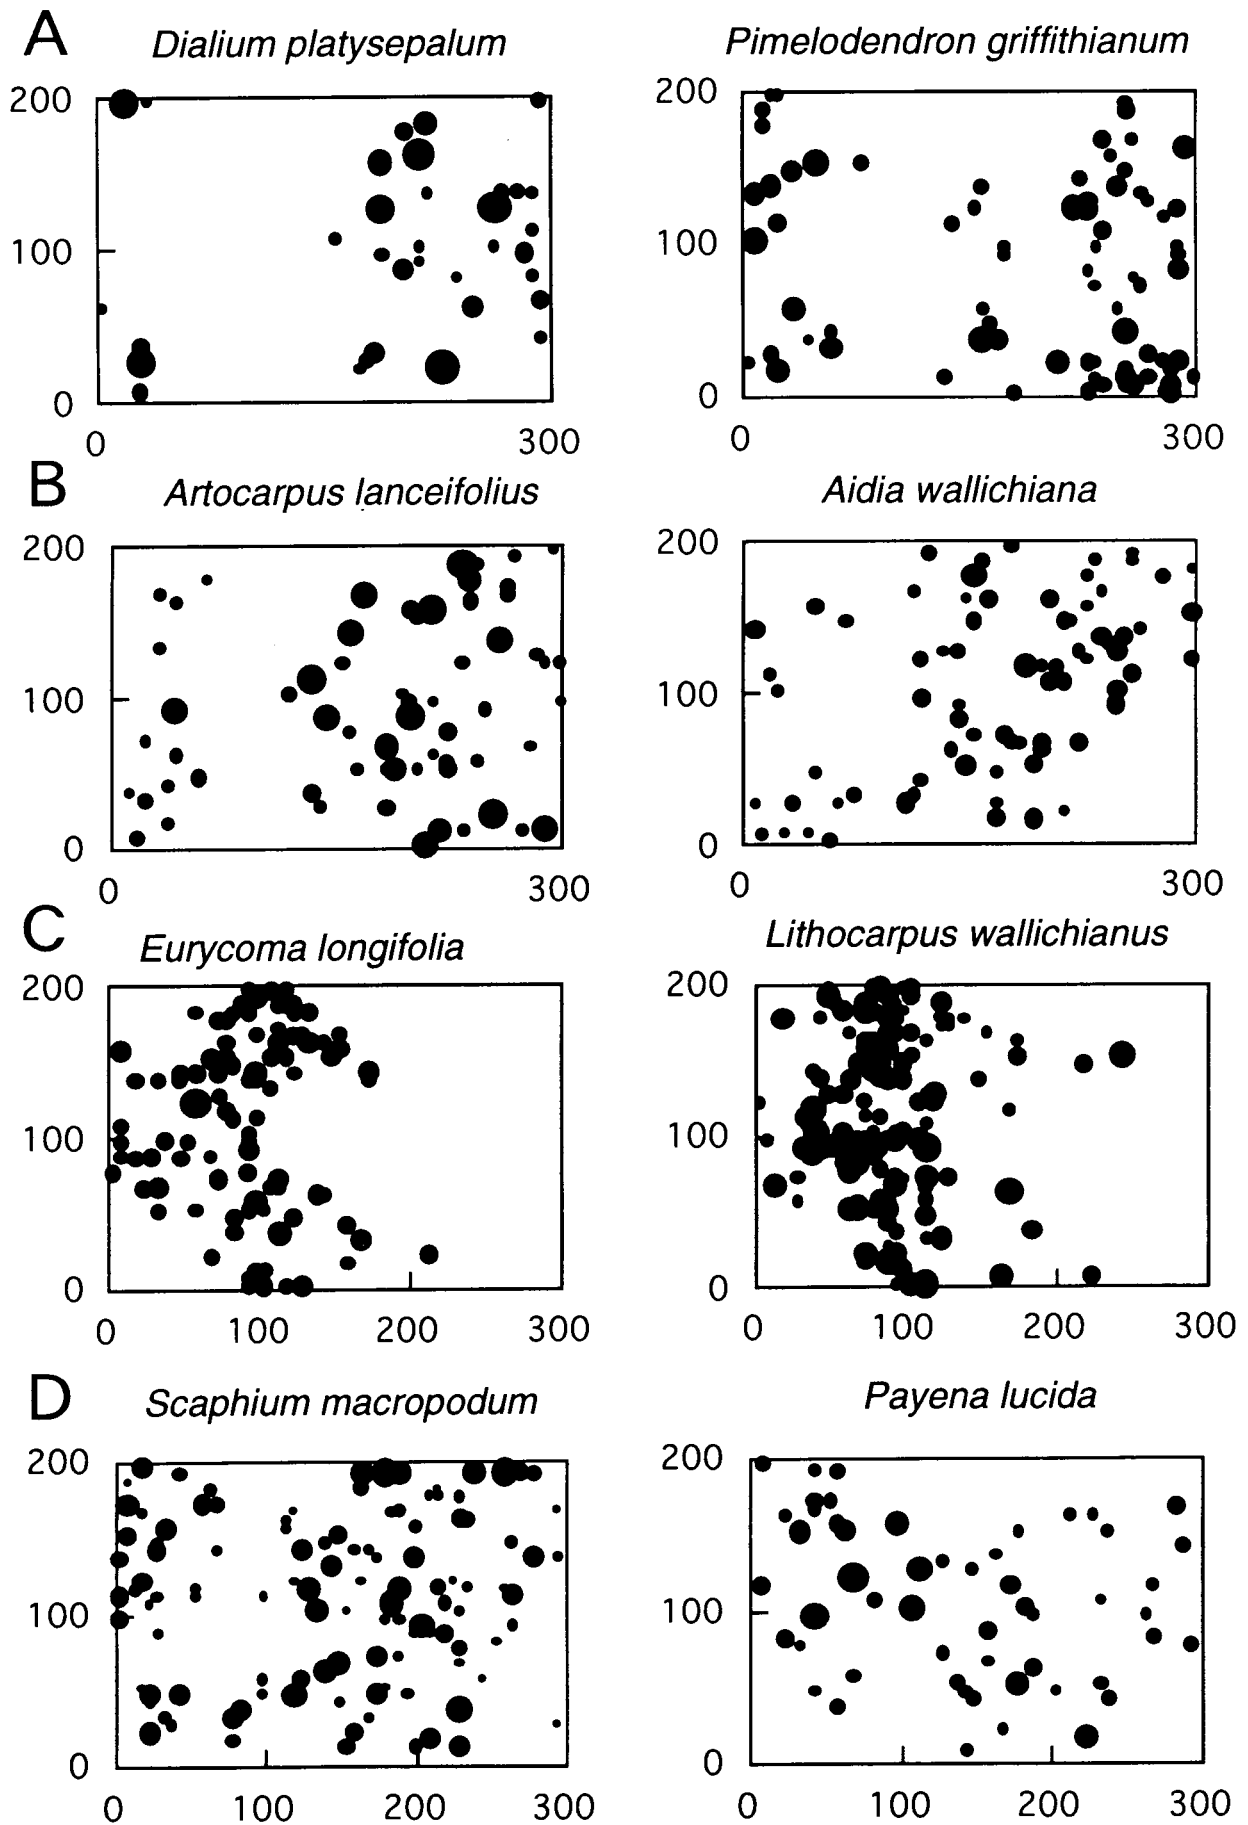 A
Dialium platysepalum
Pimelodendron griffithianum
200
100
0
0 300
200
100
0
0 300
B
Artocarpus lanceifolius
Aidia wallichiana
200
100
0
0 300
200
100
0
0 300
C
Eurycoma longifolia
Lithocarpus wallichianus
200
100
0
0 100 200 300
200
100
0
0 100 200 300
D
Scaphium macropodum
Payena lucida
200
100
0
0 100 200 300
200
100
0
0 100 200 300